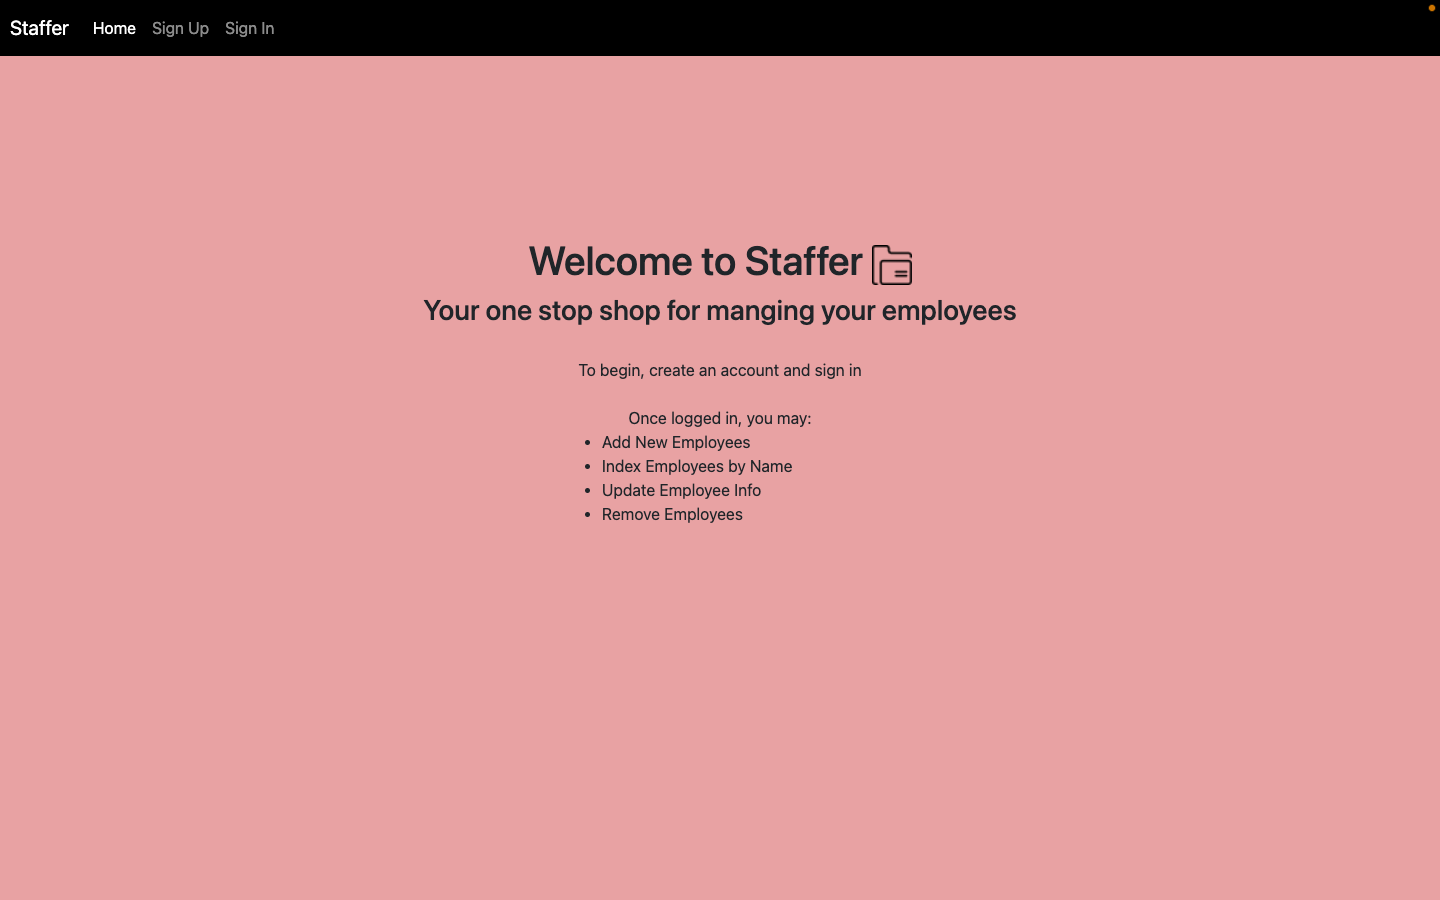 Staffer Home Sign Up Sign In
Welcome to Staffer
Your one stop shop for manging your employees
To begin, create an account and sign in
Once logged in, you may:
• Add New Employees
• Index Employees by Name
• Update Employee Info
• Remove Employees